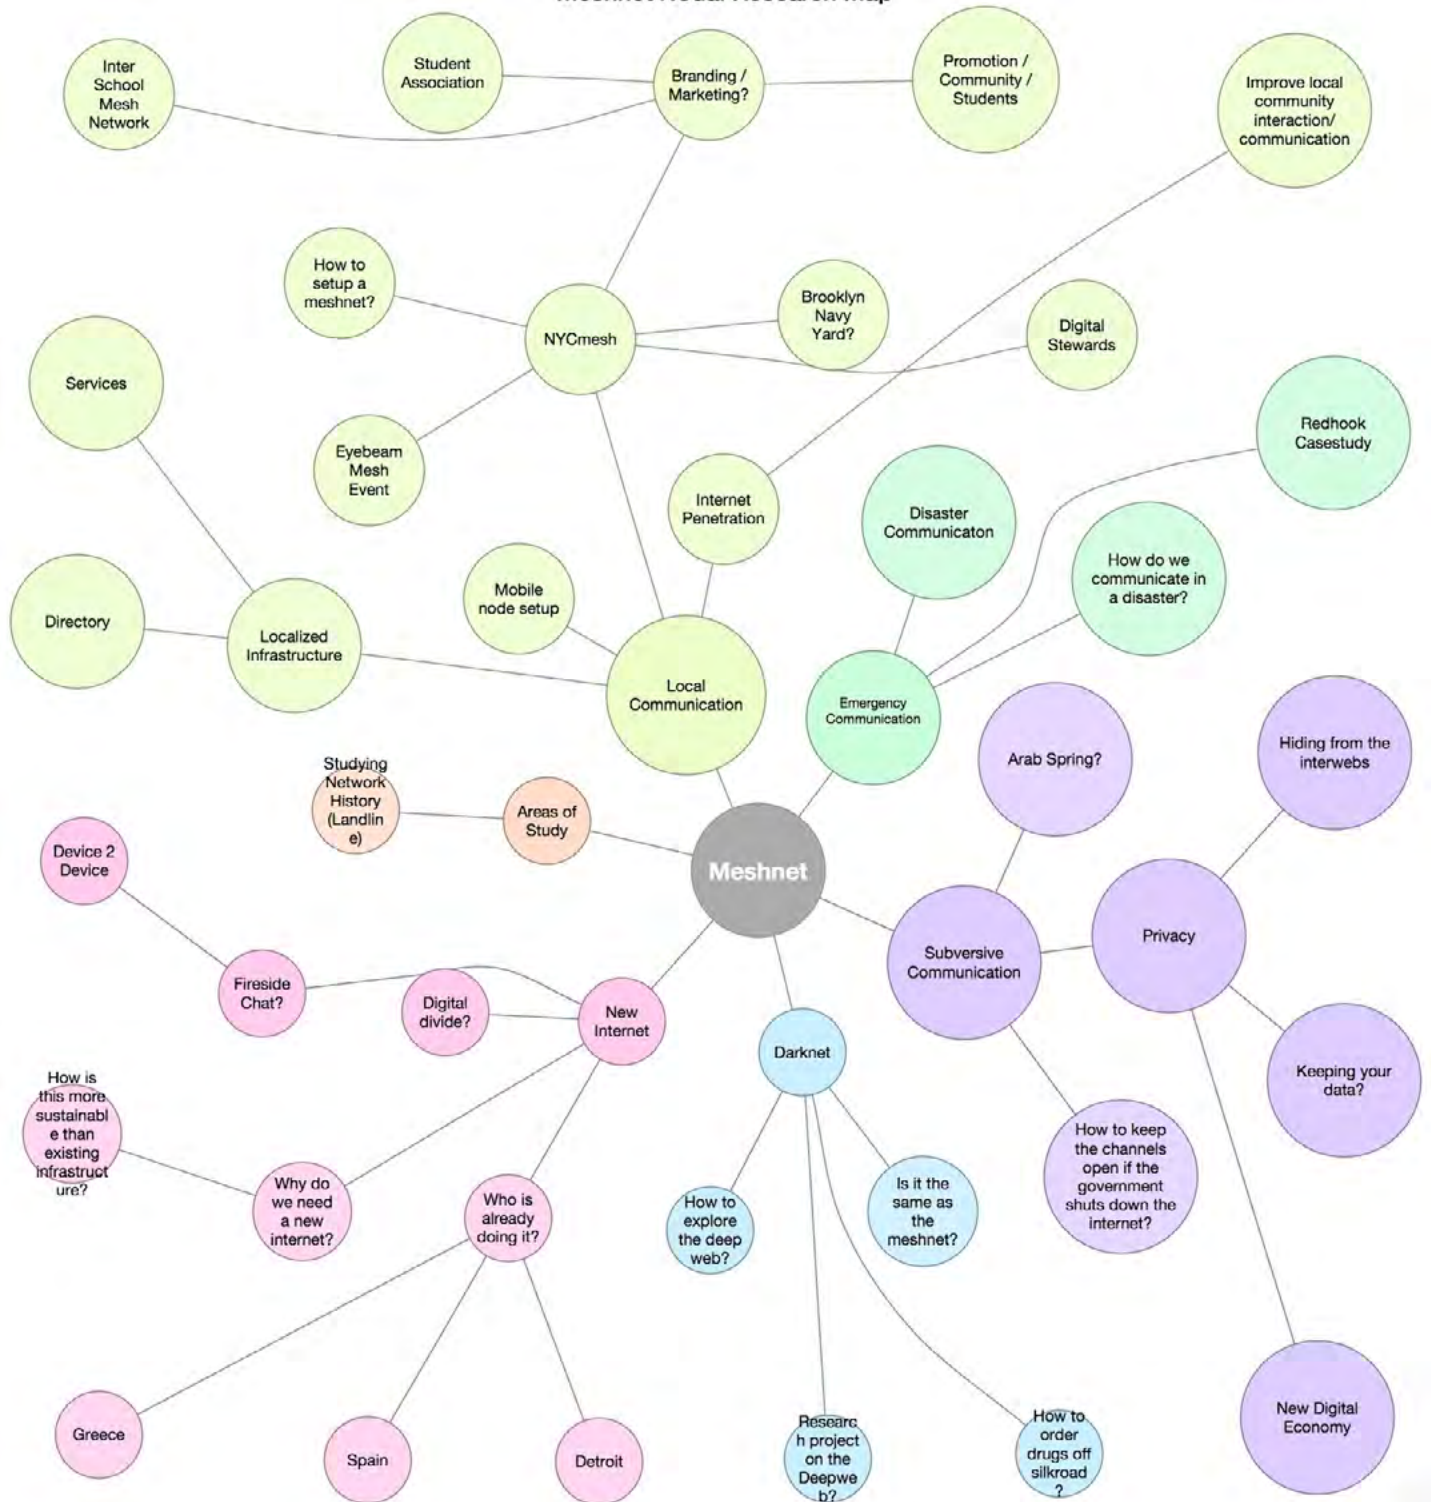 Meshnet Nodal Research Map
Inter
School
Mesh
Network
Student
Association
Branding /
Marketing?
Promotion /
Community /
Students
Improve local
community
interaction/
communication
How to
setup a
meshnet?
NYCmesh
Brooklyn
Navy
Yard?
Digital
Stewards
Services
Eyebeam
Mesh
Event
Internet
Penetration
Disaster
Communicaton
Redhook
Casestudy
How do we
communicate in
a disaster?
Directory
Localized
Infrastructure
Mobile
node setup
Local
Communication
Emergency
Communication
Arab Spring?
Hiding from the
interwebs
Studying
Network
History
(Landlin
e)
Areas of
Study
Meshnet
Device 2
Device
Fireside
Chat?
Digital
divide?
New
Internet
Darknet
Subversive
Communication
Privacy
Keeping your
data?
How is
this more
sustainabl
e than
existing
infrastruct
ure?
Why do
we need
a new
internet?
Who is
already
doing it?
How to
explore
the deep
web?
Is it the
same as
the
meshnet?
How to keep
the channels
open if the
government
shuts down the
internet?
Greece
Spain
Detroit
Researc
h project
on the
Deepwe
b?
How to
order
drugs off
silkroad
?
New Digital
Economy